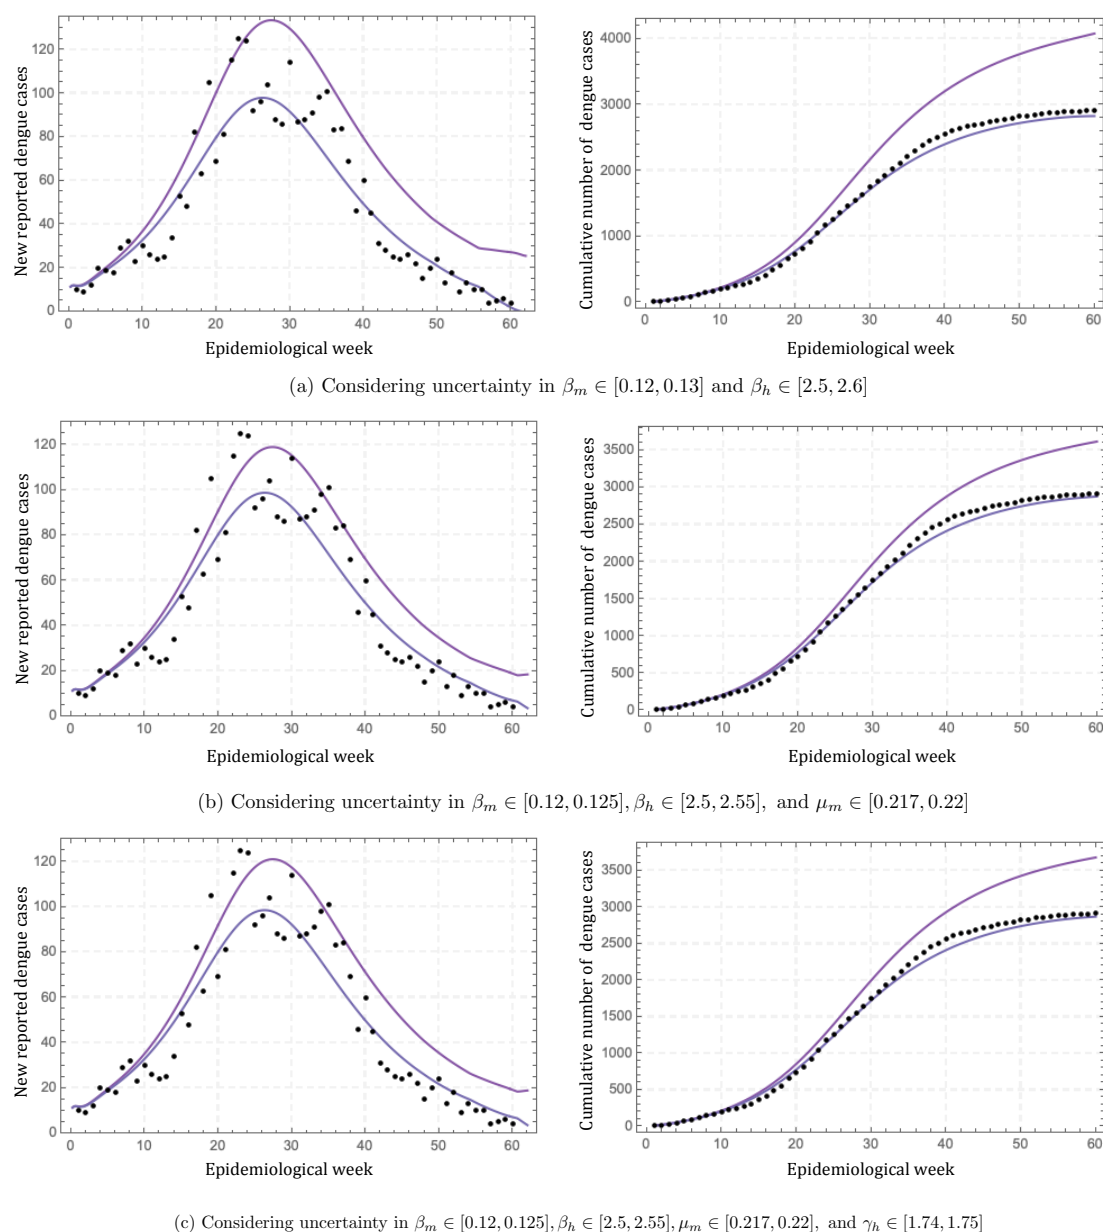 New reported dengue cases
120
100
80
60
40
20
0
0 10 20 30 40 50 60
Epidemiological week
Cumulative number of dengue cases
4000
3000
2000
1000
0
0 10 20 30 40 50 60
Epidemiological week
(a) Considering uncertainty in β_m ∈ [0.12, 0.13] and β_h ∈ [2.5, 2.6]
New reported dengue cases
120
100
80
60
40
20
0
0 10 20 30 40 50 60
Epidemiological week
Cumulative number of dengue cases
3500
3000
2500
2000
1500
1000
500
0
0 10 20 30 40 50 60
Epidemiological week
(b) Considering uncertainty in β_m ∈ [0.12, 0.125], β_h ∈ [2.5, 2.55], and μ_m ∈ [0.217, 0.22]
New reported dengue cases
120
100
80
60
40
20
0
0 10 20 30 40 50 60
Epidemiological week
Cumulative number of dengue cases
3500
3000
2500
2000
1500
1000
500
0
0 10 20 30 40 50 60
Epidemiological week
(c) Considering uncertainty in β_m ∈ [0.12, 0.125], β_h ∈ [2.5, 2.55], μ_m ∈ [0.217, 0.22], and γ_h ∈ [1.74, 1.75]